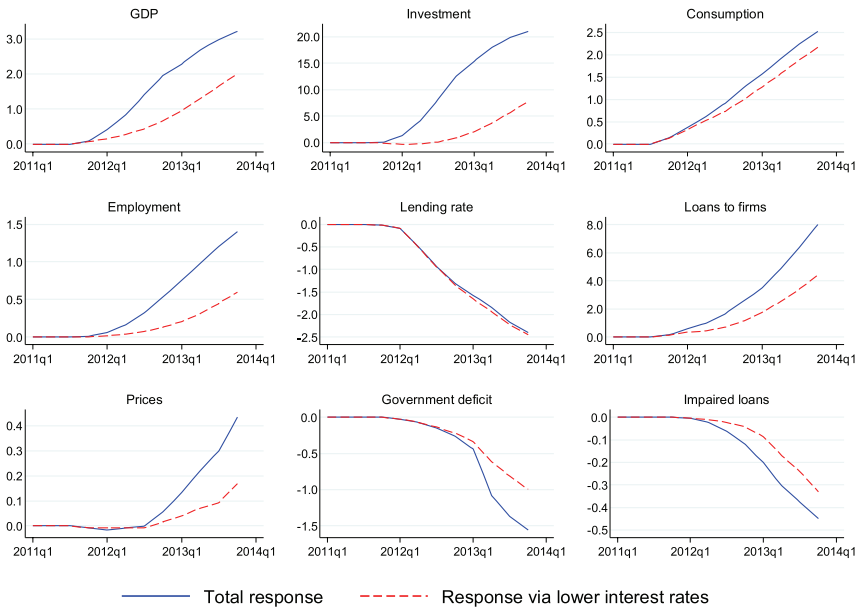 GDP
3.0
2.0
1.0
0.0
2011q1 2012q1 2013q1 2014q1
Investment
20.0
15.0
10.0
5.0
0.0
2011q1 2012q1 2013q1 2014q1
Consumption
2.5
2.0
1.5
1.0
0.5
0.0
2011q1 2012q1 2013q1 2014q1
Employment
1.5
1.0
0.5
0.0
2011q1 2012q1 2013q1 2014q1
Lending rate
0.0
-0.5
-1.0
-1.5
-2.0
-2.5
2011q1 2012q1 2013q1 2014q1
Loans to firms
8.0
6.0
4.0
2.0
0.0
2011q1 2012q1 2013q1 2014q1
Prices
0.4
0.3
0.2
0.1
0.0
2011q1 2012q1 2013q1 2014q1
Government deficit
0.0
-0.5
-1.0
-1.5
2011q1 2012q1 2013q1 2014q1
Impaired loans
0.0
-0.1
-0.2
-0.3
-0.4
-0.5
2011q1 2012q1 2013q1 2014q1
Total response Response via lower interest rates